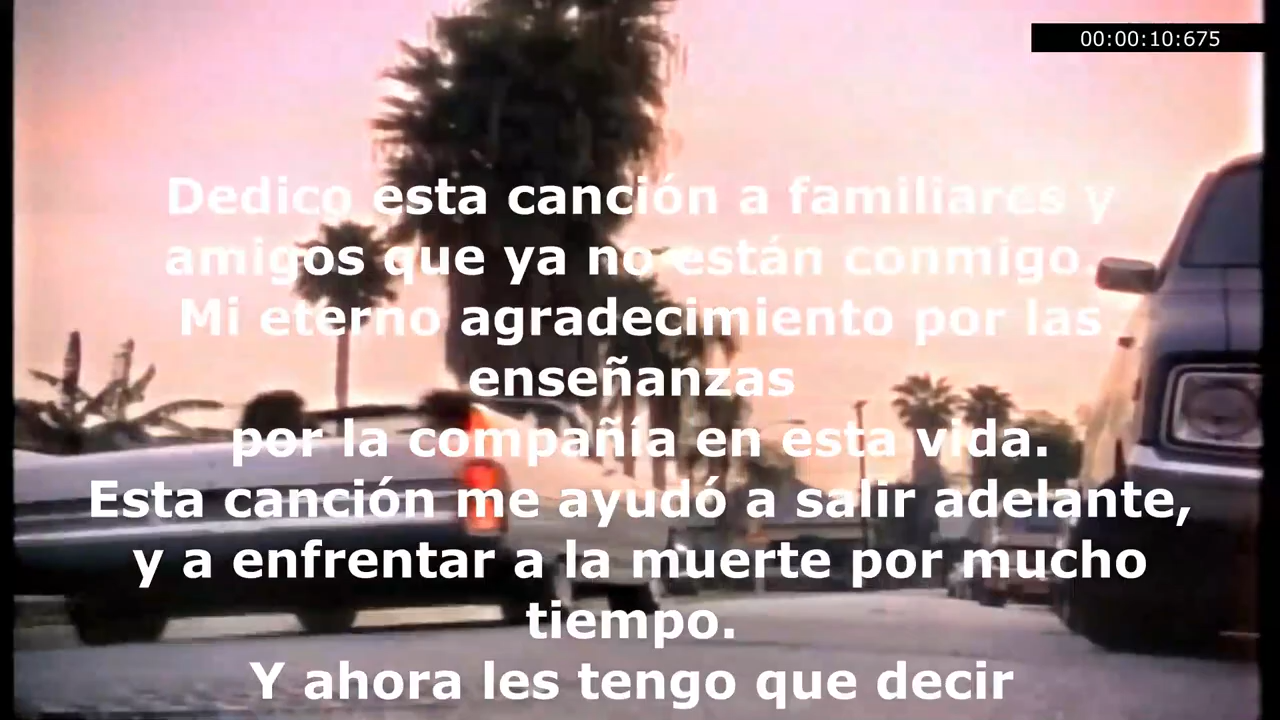 00:00:10:675
Dedico esta canción a familiares y
amigos que ya no están conmigo.
Mi eterno agradecimiento por las
enseñanzas
por la compañía en esta vida.
Esta canción me ayudó a salir adelante,
y a enfrentar a la muerte por mucho
tiempo.
Y ahora les tengo que decir